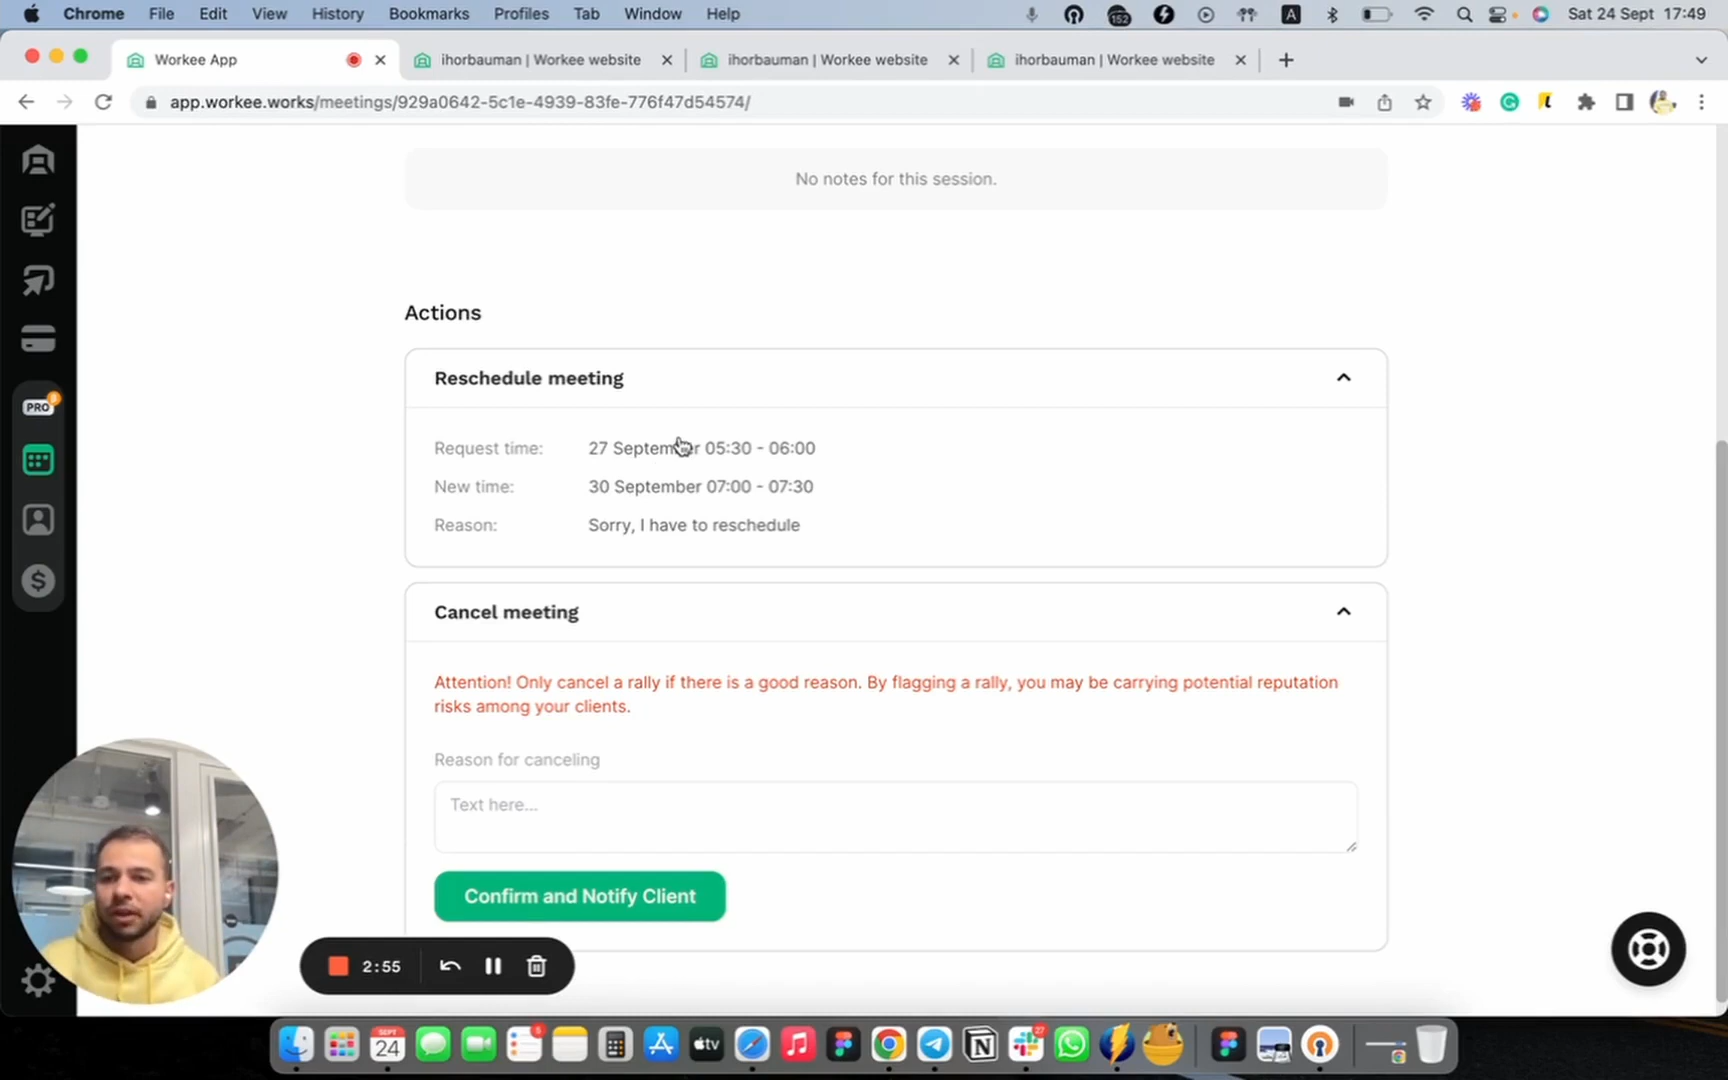 Chrome File Edit View History Bookmarks Profiles Tab Window Help 152 A Sat 24 Sept 17:49
Workee App ihorbauman | Workee website ihorbauman | Workee website ihorbauman | Workee website
app.workee.works/meetings/929a0642-5c1e-4939-83fe-776f47d54574/
No notes for this session.
Actions
Reschedule meeting
Request time: 27 September 05:30 - 06:00
New time: 30 September 07:00 - 07:30
Reason: Sorry, I have to reschedule
Cancel meeting
Attention! Only cancel a rally if there is a good reason. By flagging a rally, you may be carrying potential reputation
risks among your clients.
Reason for canceling
Text here...
Confirm and Notify Client
PRO
2:55
SEPT
24
tv
27